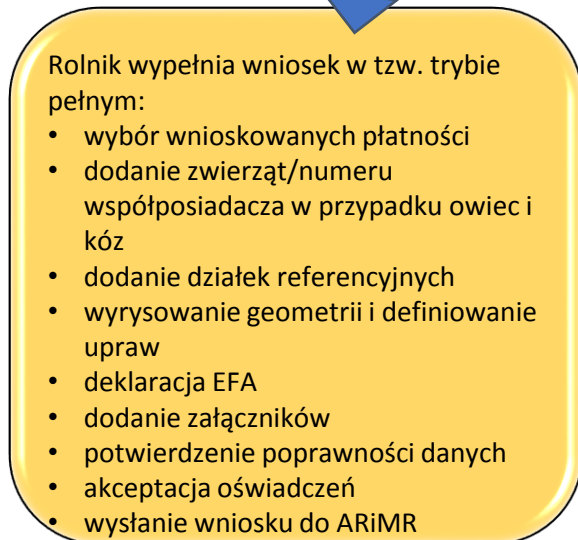 Rolnik wypełnia wniosek w tzw. trybie
pełnym:
• wybór wnioskowanych płatności
• dodanie zwierząt/numeru
współposiadacza w przypadku owiec i
kóz
• dodanie działek referencyjnych
• wyrysowanie geometrii i definiowanie
upraw
• deklaracja EFA
• dodanie załączników
• potwierdzenie poprawności danych
• akceptacja oświadczeń
• wysłanie wniosku do ARiMR